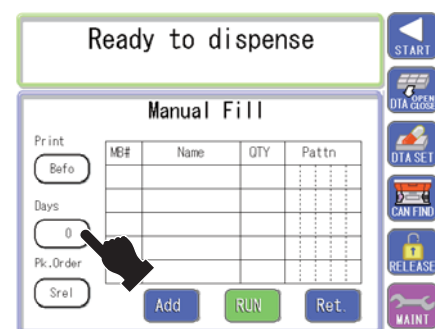 Ready to dispense
START
DTA OPEN CLOSE
Manual Fill
Print
Befo
MB# Name QTY Pattn
DTA SET
Days
0
CAN FIND
Pk.Order
Srel
RELEASE
Add RUN Ret.
MAINT